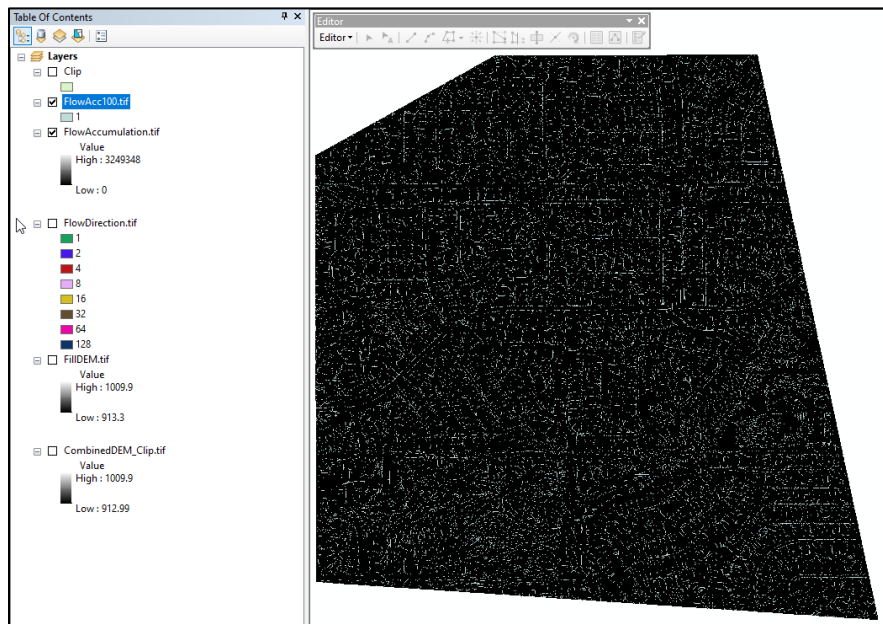 Table Of Contents
Layers
Clip
FlowAcc100.tif
1
FlowAccumulation.tif
Value
High : 3249348
Low : 0
FlowDirection.tif
1
2
4
8
16
32
64
128
FillDEM.tif
Value
High : 1009.9
Low : 913.3
CombinedDEM_Clip.tif
Value
High : 1009.9
Low : 912.99
Editor
Editor